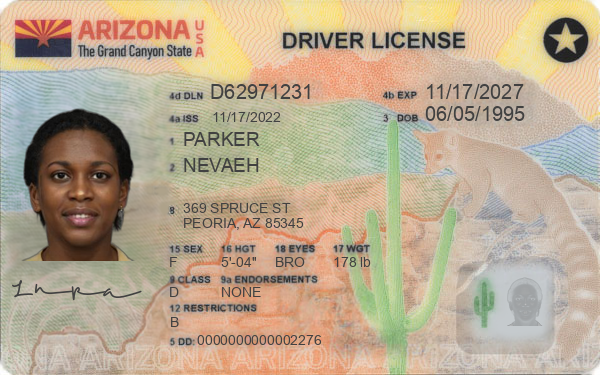 ARIZONA USA
The Grand Canyon State
DRIVER LICENSE
4d DLN D62971231 4b EXP 11/17/2027
4a ISS 11/17/2022 3 DOB 06/05/1995
1 PARKER
2 NEVAEH
8 369 SPRUCE ST
PEORIA, AZ 85345
15 SEX 16 HGT 18 EYES 17 WGT
F 5'-04" BRO 178 lb
9 CLASS 9a ENDORSEMENTS
D NONE
12 RESTRICTIONS
B
5 DD: 0000000000002276
ARIZONA ARIZONA ARIZONA ARIZONA